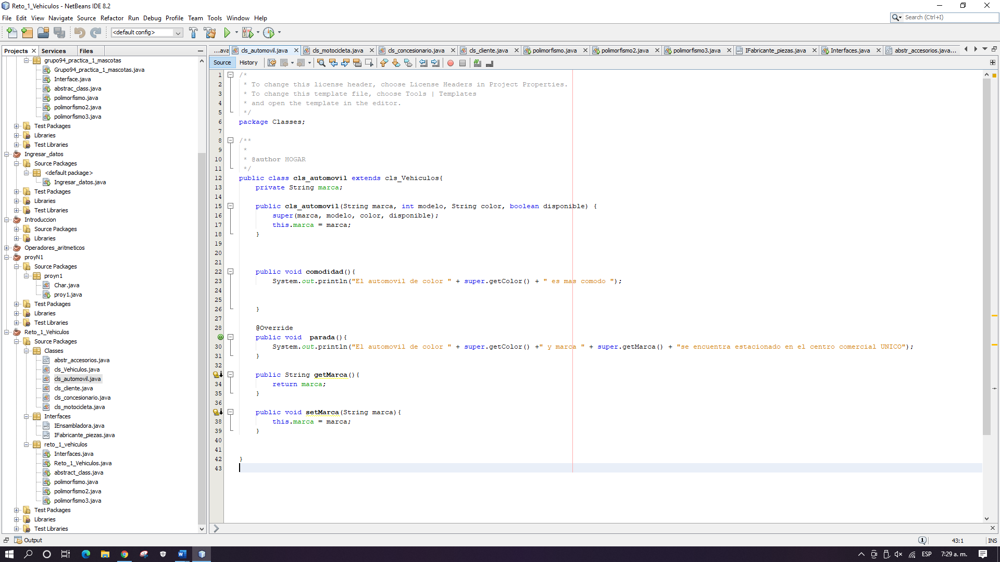 Reto_1_Vehiculos - NetBeans IDE 8.2
File Edit View Navigate Source Refactor Run Debug Profile Team Tools Window Help
Search (Ctrl+I)
<default config>
Projects Services Files
grupo94_practica_1_mascotas
Grupo94_practica_1_mascotas.java
Interface.java
abstrac_class.java
polimorfismo.java
polimorfismo2.java
polimorfismo3.java
Test Packages
Libraries
Test Libraries
Ingresar_datos
Source Packages
<default package>
Ingresar_datos.java
Test Packages
Libraries
Test Libraries
Introduccion
Source Packages
Libraries
Operadores_aritmeticos
proyN1
Source Packages
proyn1
Char.java
proy1.java
Test Packages
Libraries
Test Libraries
Reto_1_Vehiculos
Source Packages
Classes
abstr_accesorios.java
cls_Vehiculos.java
cls_automovil.java
cls_cliente.java
cls_concesionario.java
cls_motocicleta.java
Interfaces
IEnsambladora.java
IFabricante_piezas.java
reto_1_vehiculos
Interfaces.java
Reto_1_Vehiculos.java
abstract_class.java
polimorfismo.java
polimorfismo2.java
polimorfismo3.java
Test Packages
Libraries
Test Libraries
...ava cls_automovil.java cls_motocicleta.java cls_concesionario.java cls_cliente.java polimorfismo.java polimorfismo2.java polimorfismo3.java IFabricante_piezas.java Interfaces.java abstr_accesorios.java...
Source History
1 /*
2 * To change this license header, choose License Headers in Project Properties.
3 * To change this template file, choose Tools | Templates
4 * and open the template in the editor.
5 */
6 package Classes;
7
8 /**
9 *
10 * @author HOGAR
11 */
12 public class cls_automovil extends cls_Vehiculos{
13 private String marca;
14
15 public cls_automovil(String marca, int modelo, String color, boolean disponible) {
16 super(marca, modelo, color, disponible);
17 this.marca = marca;
18 }
19
20
21
22 public void comodidad(){
23 System.out.println("El automovil de color " + super.getColor() + " es mas comodo ");
24
25
26 }
27
28 @Override
public void  parada(){
30 System.out.println("El automovil de color " + super.getColor() +" y marca " + super.getMarca() + "se encuentra estacionado en el centro comercial UNICO");
31 }
32
public String getMarca(){
34 return marca;
35 }
36
public void setMarca(String marca){
38 this.marca = marca;
39 }
40
41
42 }
43
Output
1
43:1
INS
ESP
7:29 a. m.